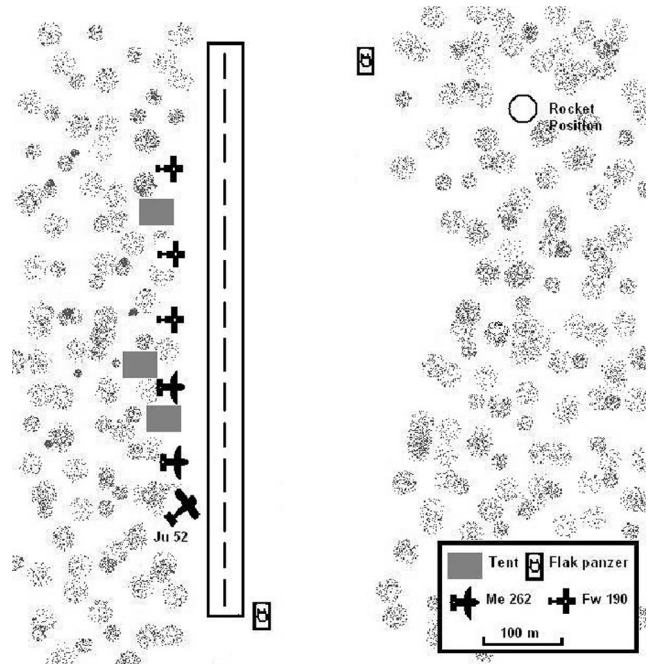 Rocket
Position
Ju 52
Tent
Flak panzer
Me 262
Fw 190
100 m